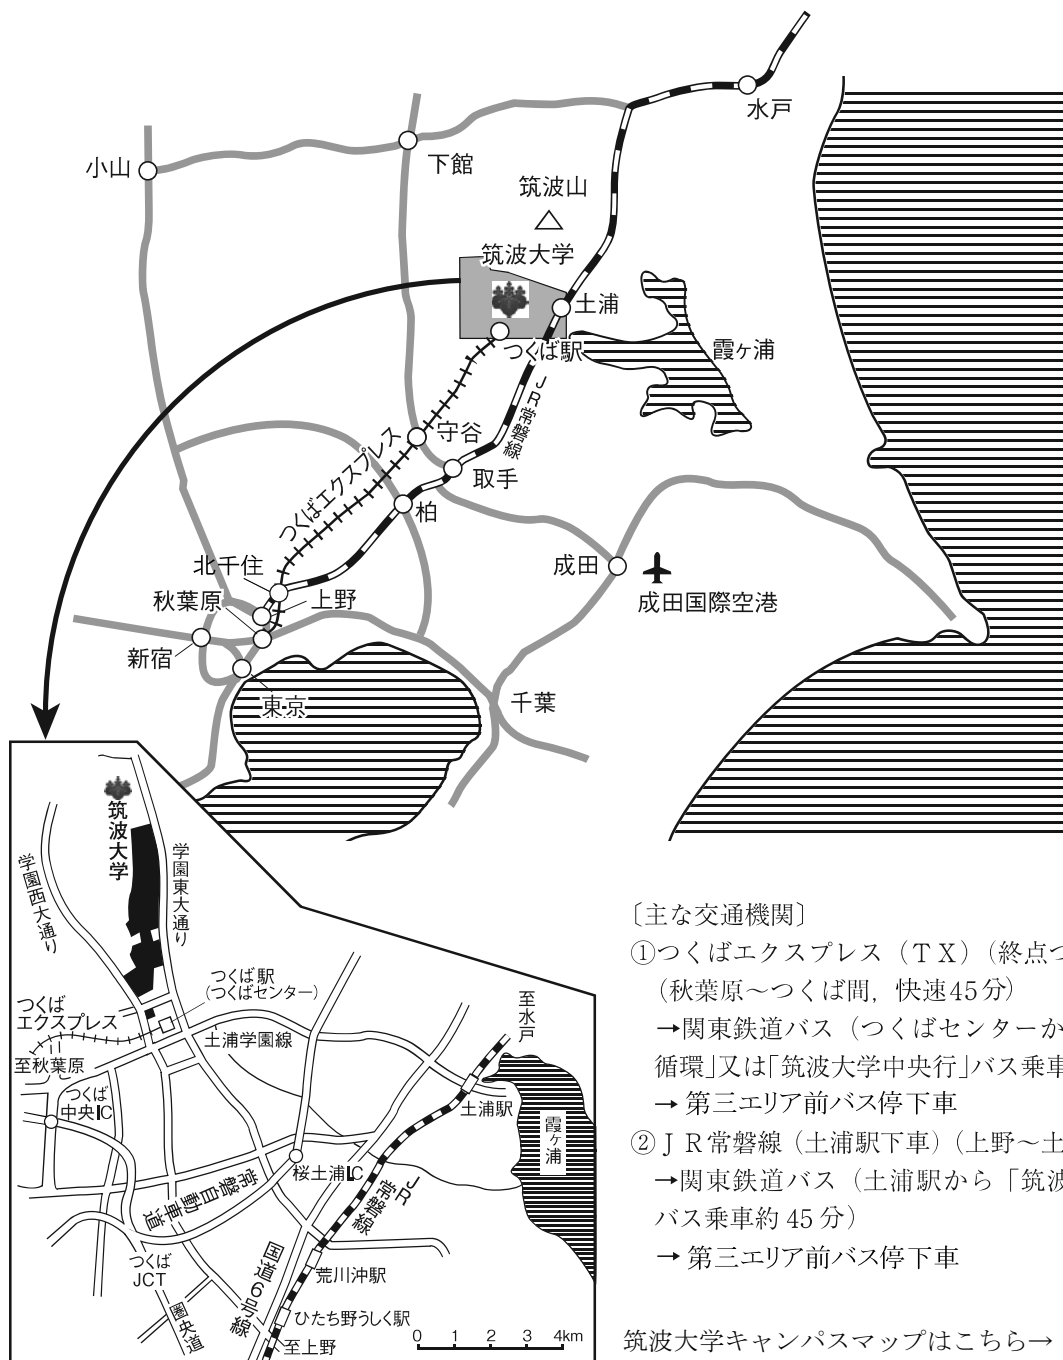 水戸
小山
下館
筑波山
筑波大学
土浦
つくば駅
霞ヶ浦
JR常磐線
守谷
つくばエクスプレス
取手
柏
北千住
成田
秋葉原
上野
成田国際空港
新宿
東京
千葉
筑波大学
学園西大通り
学園東大通り
つくば駅
(つくばセンター)
つくば
エクスプレス
至水戸
土浦学園線
至秋葉原
つくば
中央IC
土浦駅
霞ヶ浦
桜土浦IC
常磐自動車道
JR
常磐線
つくば
JCT
国道6号線
荒川沖駅
圏央道
ひたち野うしく駅
至上野
0 1 2 3 4km
〔主な交通機関〕
①つくばエクスプレス（TX）（終点つ
（秋葉原～つくば間，快速45分）
→関東鉄道バス（つくばセンターか
循環」又は「筑波大学中央行」バス乗車
→ 第三エリア前バス停下車
②ＪＲ常磐線（土浦駅下車）（上野～土
→関東鉄道バス（土浦駅から「筑波
バス乗車約 45 分）
→ 第三エリア前バス停下車
筑波大学キャンパスマップはこちら→